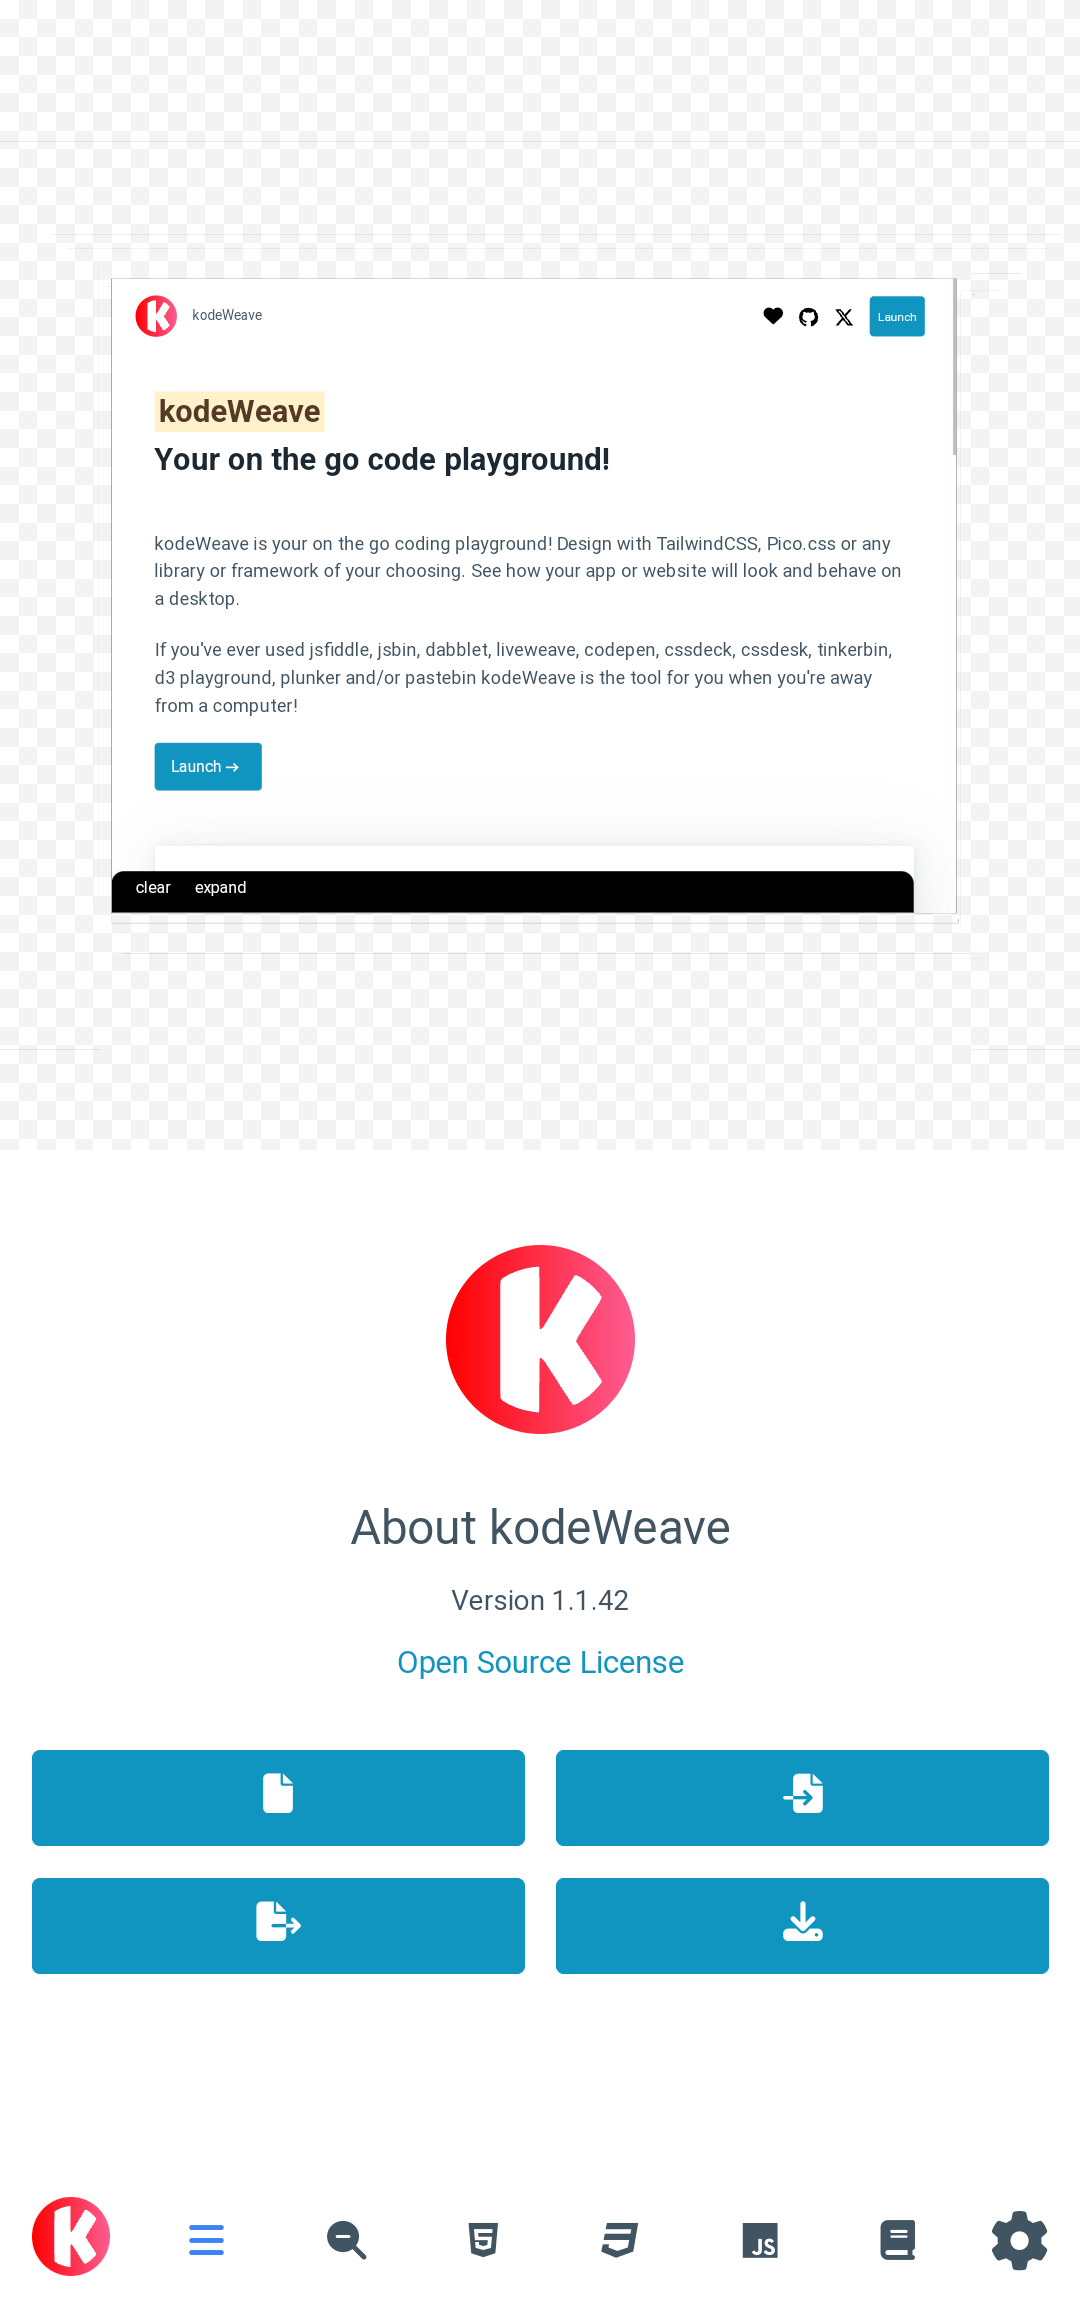 kodeWeave
Launch
kodeWeave
Your on the go code playground!
kodeWeave is your on the go coding playground! Design with TailwindCSS, Pico.css or any
library or framework of your choosing. See how your app or website will look and behave on
a desktop.
If you've ever used jsfiddle, jsbin, dabblet, liveweave, codepen, cssdeck, cssdesk, tinkerbin,
d3 playground, plunker and/or pastebin kodeWeave is the tool for you when you're away
from a computer!
Launch →
clear expand
About kodeWeave
Version 1.1.42
Open Source License
JS